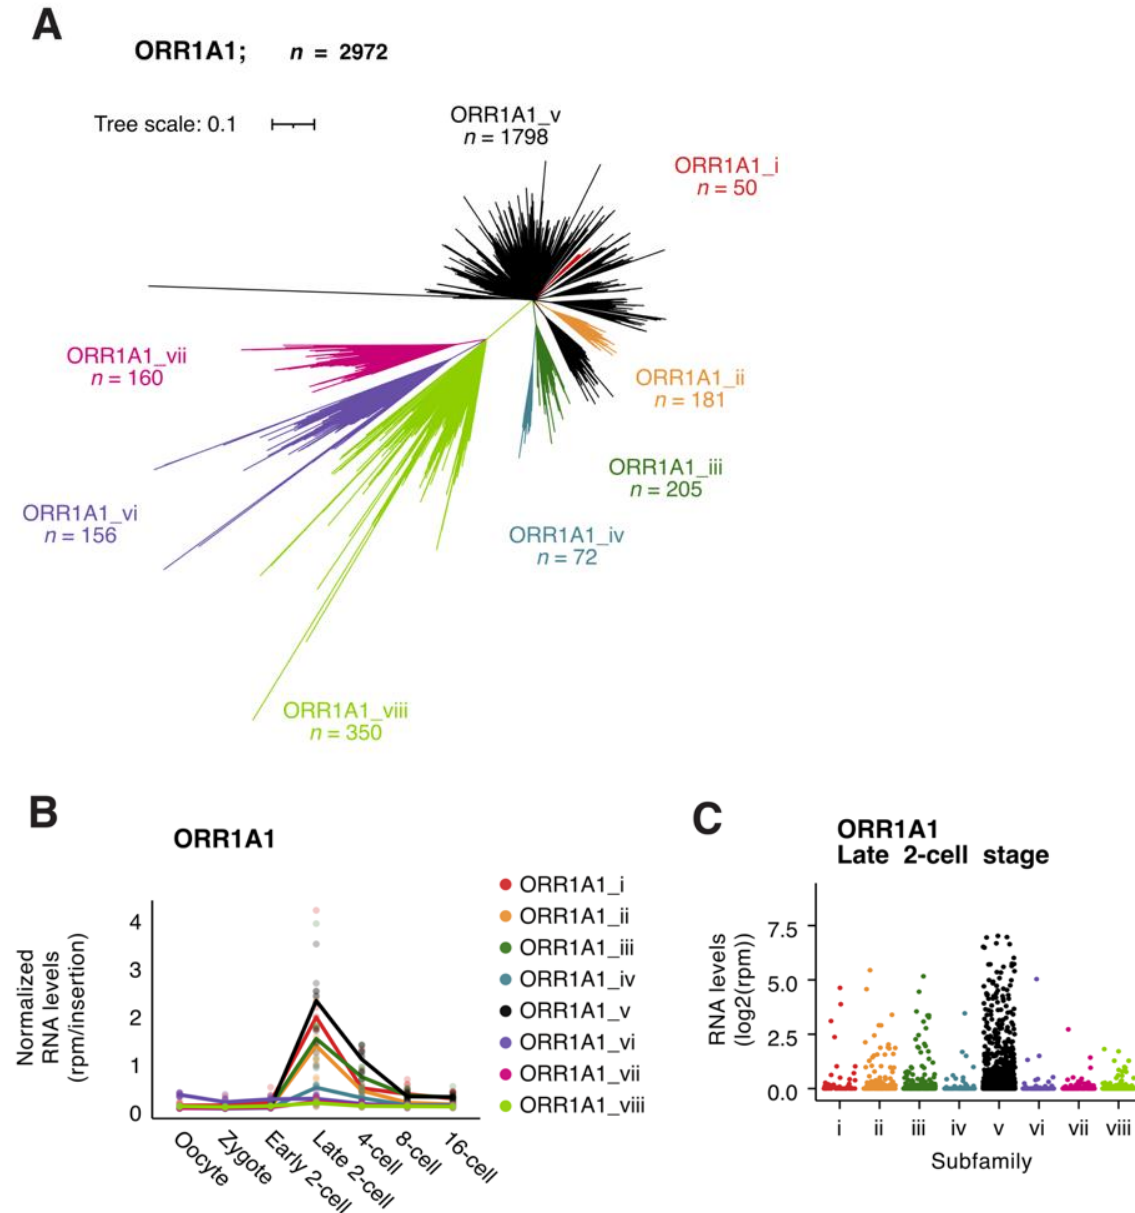 A
ORR1A1; n = 2972
Tree scale: 0.1
ORR1A1_v
n = 1798
ORR1A1_i
n = 50
ORR1A1_vii
n = 160
ORR1A1_ii
n = 181
ORR1A1_iii
n = 205
ORR1A1_vi
n = 156
ORR1A1_iv
n = 72
ORR1A1_viii
n = 350
B
ORR1A1
Normalized
RNA levels
(rpm/insertion)
4
3
2
1
0
Oocyte
Zygote
Early 2-cell
Late 2-cell
4-cell
8-cell
16-cell
ORR1A1_i
ORR1A1_ii
ORR1A1_iii
ORR1A1_iv
ORR1A1_v
ORR1A1_vi
ORR1A1_vii
ORR1A1_viii
C
ORR1A1
Late 2-cell stage
RNA levels
(log2(rpm))
7.5
5.0
2.5
0.0
i ii iii iv v vi vii viii
Subfamily